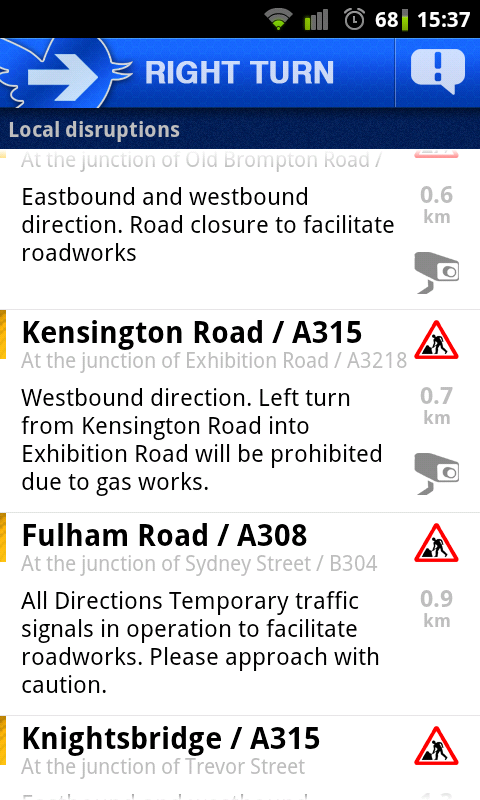 68 15:37
RIGHT TURN
Local disruptions
At the junction of Old Brompton Road /
Eastbound and westbound
direction. Road closure to facilitate
roadworks
0.6
km
Kensington Road / A315
At the junction of Exhibition Road / A3218
Westbound direction. Left turn
from Kensington Road into
Exhibition Road will be prohibited
due to gas works.
0.7
km
Fulham Road / A308
At the junction of Sydney Street / B304
All Directions Temporary traffic
signals in operation to facilitate
roadworks. Please approach with
caution.
0.9
km
Knightsbridge / A315
At the junction of Trevor Street
Eastbound and westbound